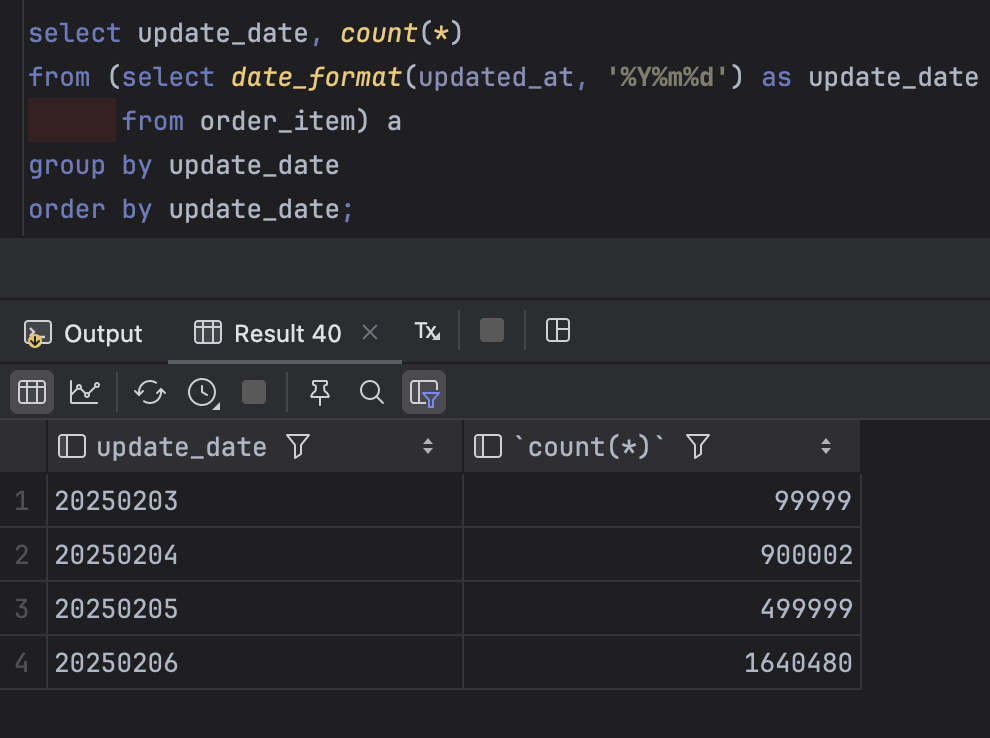 select update_date, count(*)
from (select date_format(updated_at, '%Y%m%d') as update_date
from order_item) a
group by update_date
order by update_date;
Output Result 40 Tx
update_date `count(*)`
1 20250203 99999
2 20250204 900002
3 20250205 499999
4 20250206 1640480